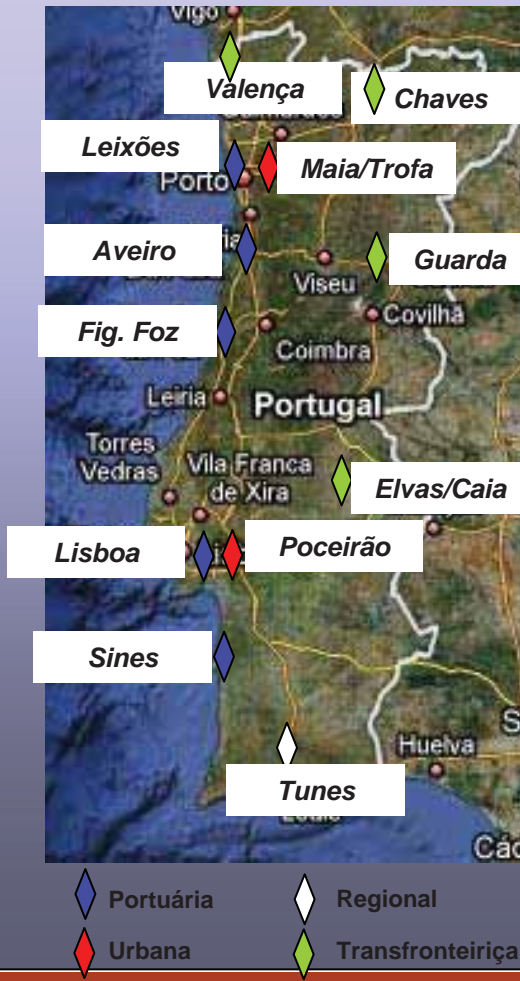 Vigo
Valença
Chaves
Leixões
Porto
Maia/Trofa
Aveiro
Viseu
Guarda
Fig. Foz
Covilhã
Coimbra
Leiria
Portugal
Torres
Vedras
Vila Franca
de Xira
Elvas/Caia
Lisboa
Poceirão
Sines
Huelva
Tunes
Portuária
Regional
Urbana
Transfronteiriça